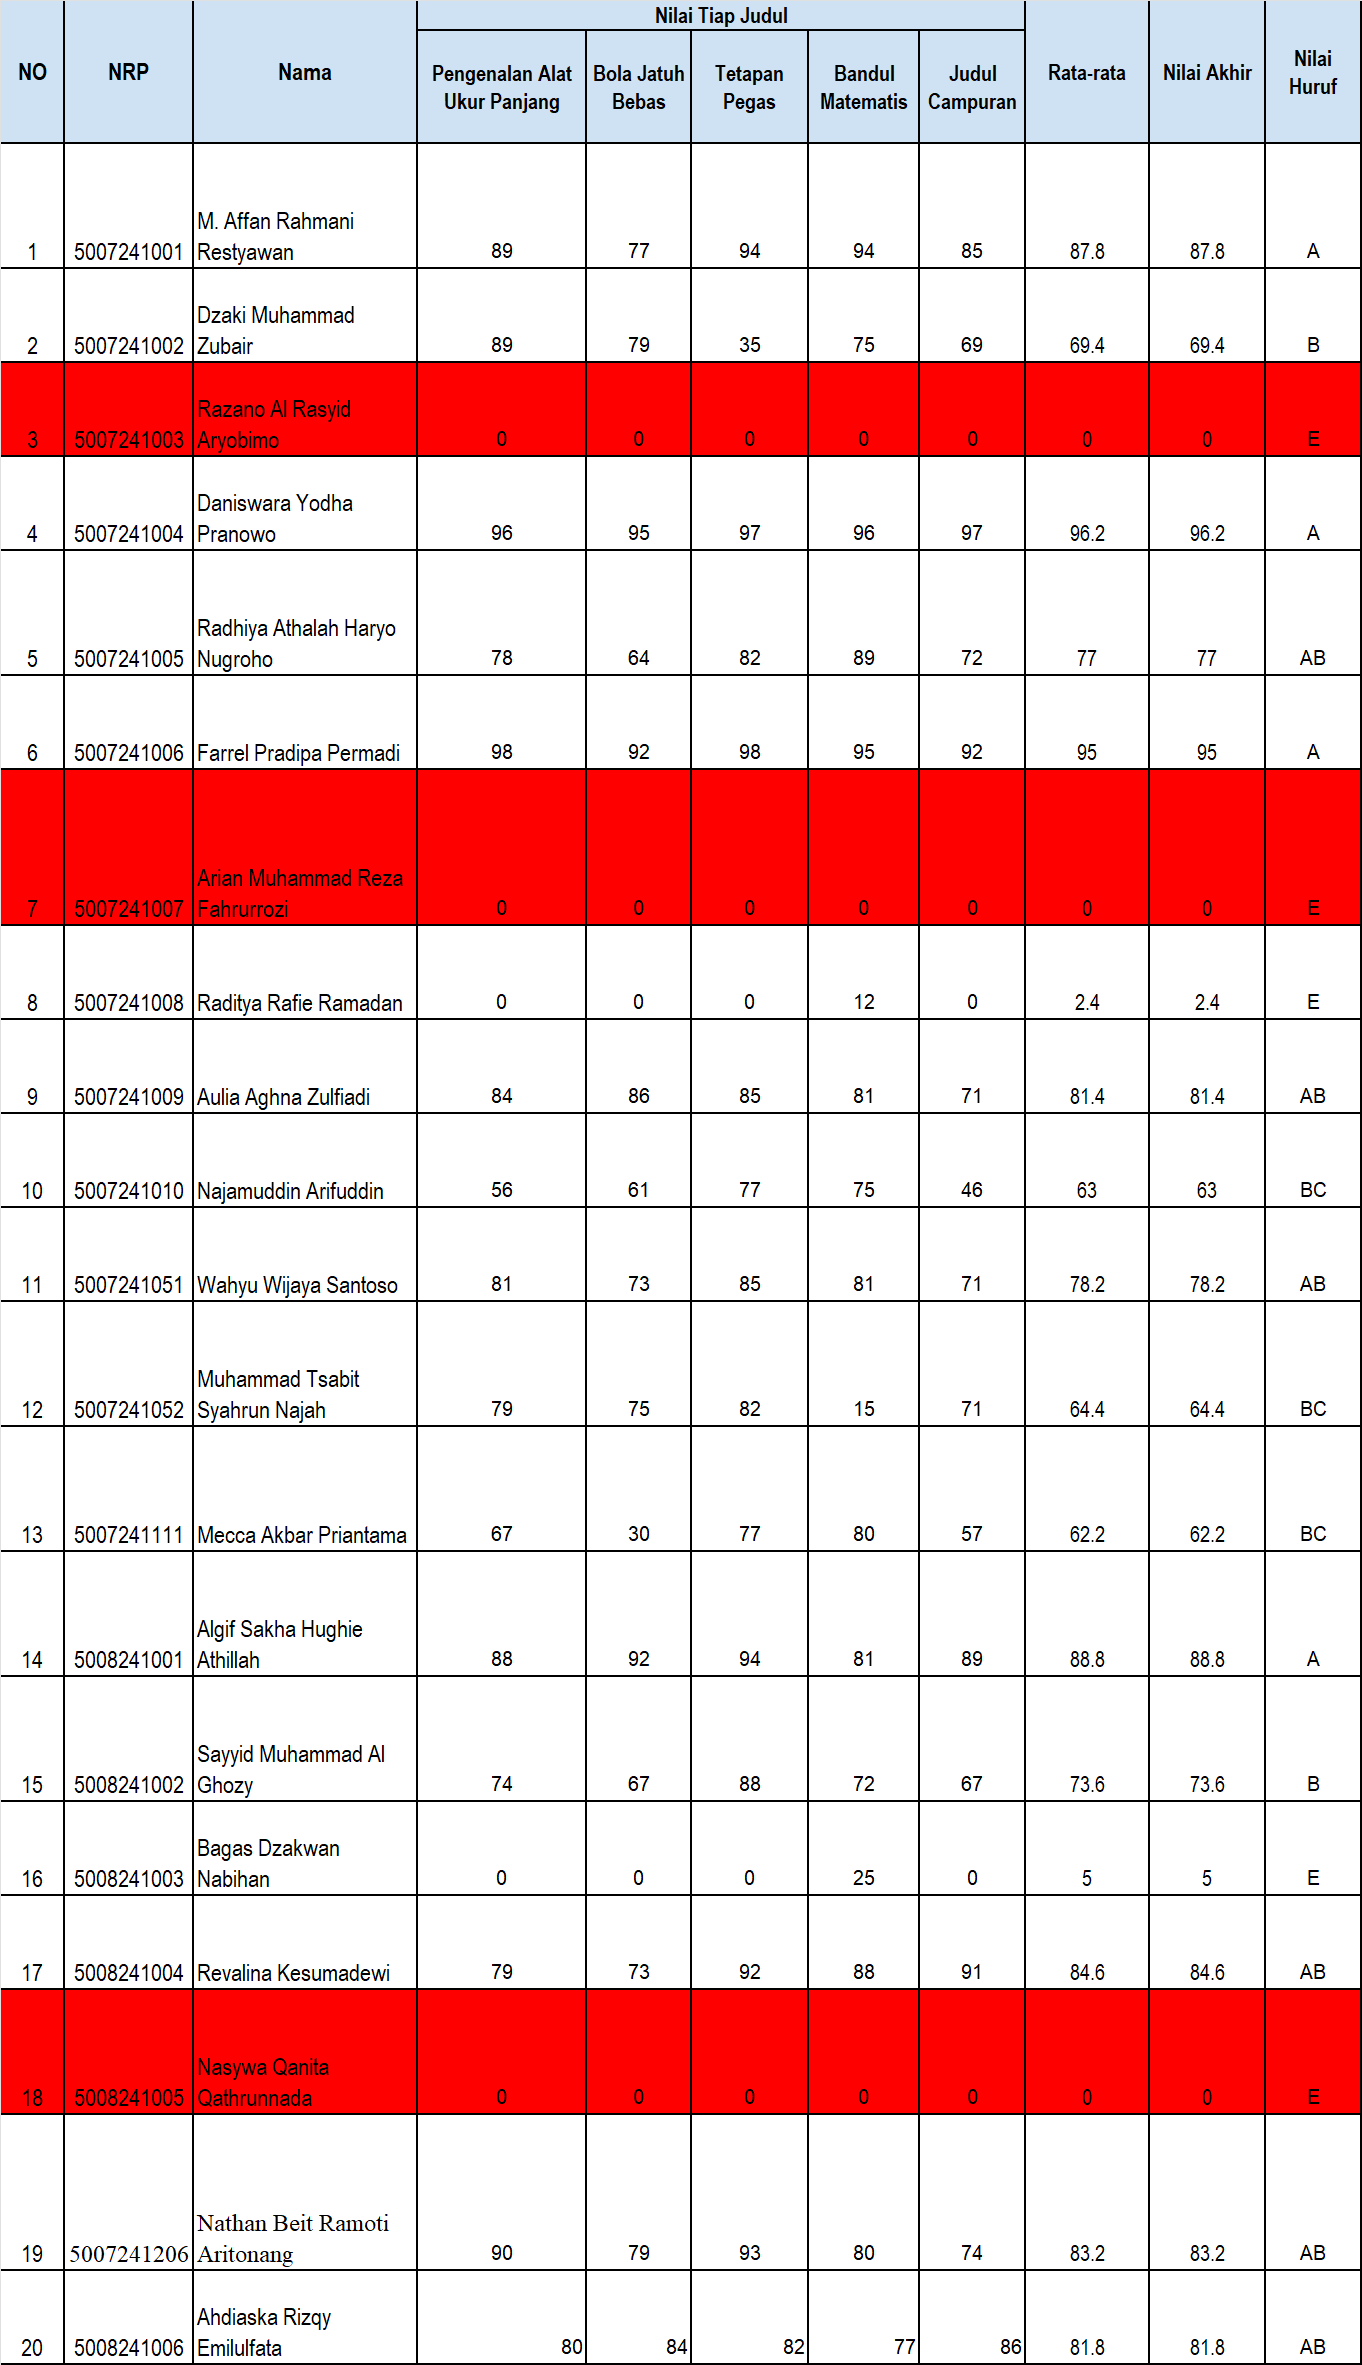 Nilai Tiap Judul
NO NRP Nama Pengenalan Alat Ukur Panjang Bola Jatuh Bebas Tetapan Pegas Bandul Matematis Judul Campuran Rata-rata Nilai Akhir Nilai Huruf
1 5007241001 M. Affan Rahmani Restyawan 89 77 94 94 85 87.8 87.8 A
2 5007241002 Dzaki Muhammad Zubair 89 79 35 75 69 69.4 69.4 B
3 5007241003 Razano Al Rasyid Aryobimo 0 0 0 0 0 0 0 E
4 5007241004 Daniswara Yodha Pranowo 96 95 97 96 97 96.2 96.2 A
5 5007241005 Radhiya Athalah Haryo Nugroho 78 64 82 89 72 77 77 AB
6 5007241006 Farrel Pradipa Permadi 98 92 98 95 92 95 95 A
7 5007241007 Arian Muhammad Reza Fahrurrozi 0 0 0 0 0 0 0 E
8 5007241008 Raditya Rafie Ramadan 0 0 0 12 0 2.4 2.4 E
9 5007241009 Aulia Aghna Zulfiadi 84 86 85 81 71 81.4 81.4 AB
10 5007241010 Najamuddin Arifuddin 56 61 77 75 46 63 63 BC
11 5007241051 Wahyu Wijaya Santoso 81 73 85 81 71 78.2 78.2 AB
12 5007241052 Muhammad Tsabit Syahrun Najah 79 75 82 15 71 64.4 64.4 BC
13 5007241111 Mecca Akbar Priantama 67 30 77 80 57 62.2 62.2 BC
14 5008241001 Algif Sakha Hughie Athillah 88 92 94 81 89 88.8 88.8 A
15 5008241002 Sayyid Muhammad Al Ghozy 74 67 88 72 67 73.6 73.6 B
16 5008241003 Bagas Dzakwan Nabihan 0 0 0 25 0 5 5 E
17 5008241004 Revalina Kesumadewi 79 73 92 88 91 84.6 84.6 AB
18 5008241005 Nasywa Qanita Qathrunnada 0 0 0 0 0 0 0 E
19 5007241206 Nathan Beit Ramoti Aritonang 90 79 93 80 74 83.2 83.2 AB
20 5008241006 Ahdiaska Rizqy Emilulfata 80 84 82 77 86 81.8 81.8 AB